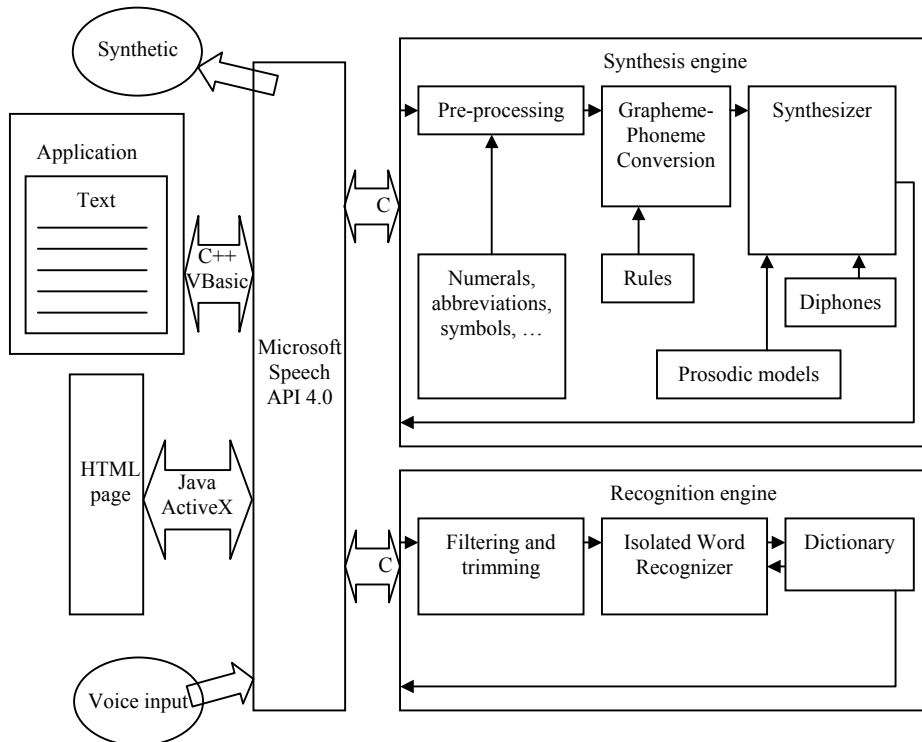 Synthetic
Application
Text
C++
VBasic
HTML
page
Java
ActiveX
Voice input
Microsoft
Speech
API 4.0
C
C
Synthesis engine
Pre-processing
Grapheme-
Phoneme
Conversion
Synthesizer
Numerals,
abbreviations,
symbols, …
Rules
Diphones
Prosodic models
Recognition engine
Filtering and
trimming
Isolated Word
Recognizer
Dictionary